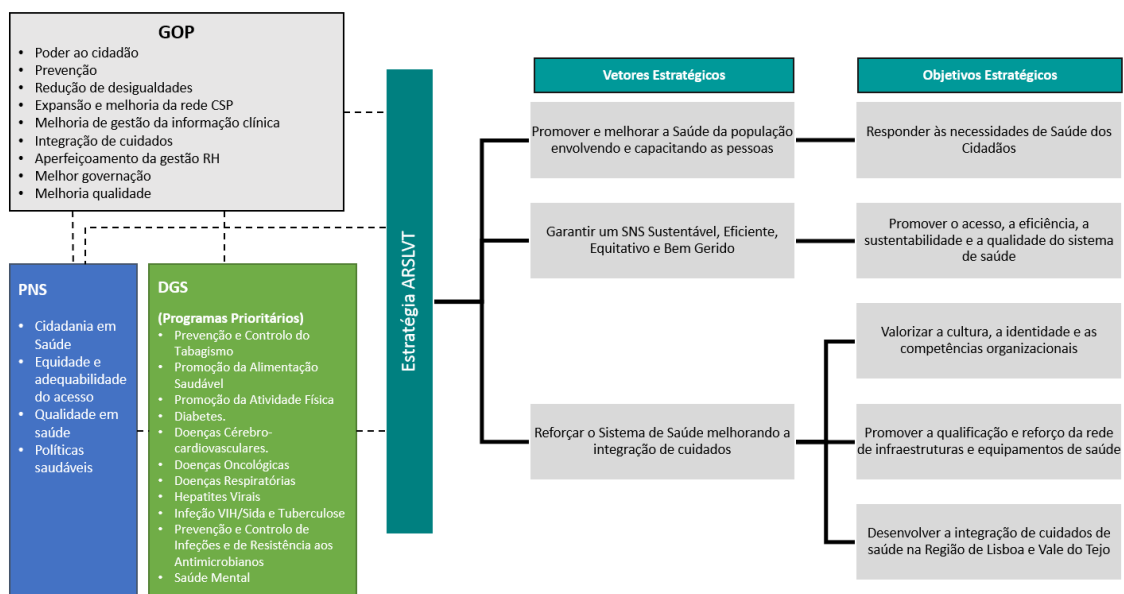 GOP
• Poder ao cidadão
• Prevenção
• Redução de desigualdades
• Expansão e melhoria da rede CSP
• Melhoria de gestão da informação clínica
• Integração de cuidados
• Aperfeiçoamento da gestão RH
• Melhor governação
• Melhoria qualidade
PNS
• Cidadania em
Saúde
• Equidade e
adequabilidade
do acesso
• Qualidade em
saúde
• Políticas
saudáveis
DGS
(Programas Prioritários)
• Prevenção e Controlo do
Tabagismo
• Promoção da Alimentação
Saudável
• Promoção da Atividade Física
• Diabetes.
• Doenças Cérebro-
cardiovasculares.
• Doenças Oncológicas
• Doenças Respiratórias
• Hepatites Virais
• Infeção VIH/Sida e Tuberculose
• Prevenção e Controlo de
Infeções e de Resistência aos
Antimicrobianos
• Saúde Mental
Estratégia ARSLVT
Vetores Estratégicos
Promover e melhorar a Saúde da população
envolvendo e capacitando as pessoas
Garantir um SNS Sustentável, Eficiente,
Equitativo e Bem Gerido
Reforçar o Sistema de Saúde melhorando a
integração de cuidados
Objetivos Estratégicos
Responder às necessidades de Saúde dos
Cidadãos
Promover o acesso, a eficiência, a
sustentabilidade e a qualidade do sistema
de saúde
Valorizar a cultura, a identidade e as
competências organizacionais
Promover a qualificação e reforço da rede
de infraestruturas e equipamentos de saúde
Desenvolver a integração de cuidados de
saúde na Região de Lisboa e Vale do Tejo